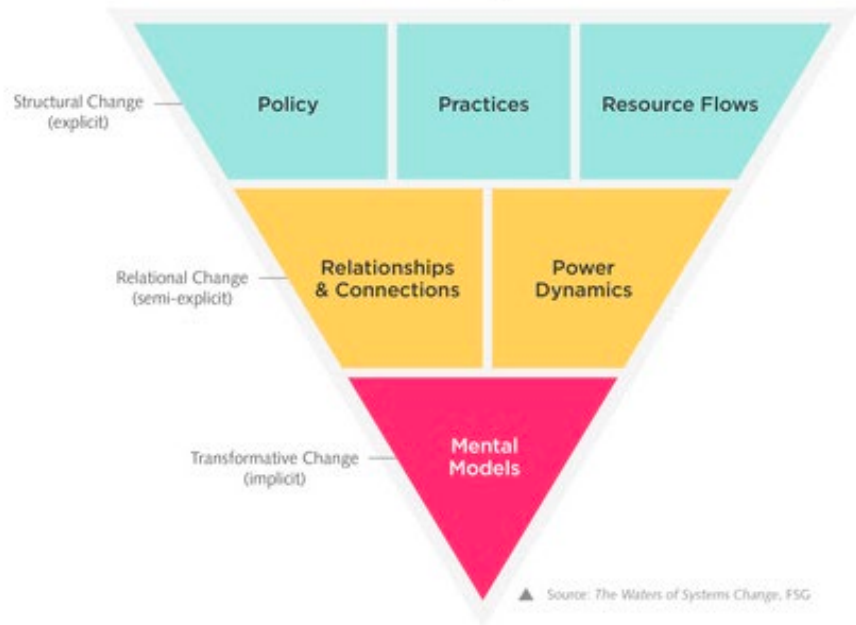 Structural Change
(explicit)
Policy
Practices
Resource Flows
Relational Change
(semi-explicit)
Relationships
& Connections
Power
Dynamics
Transformative Change
(implicit)
Mental
Models
Source: The Waters of Systems Change, FSG